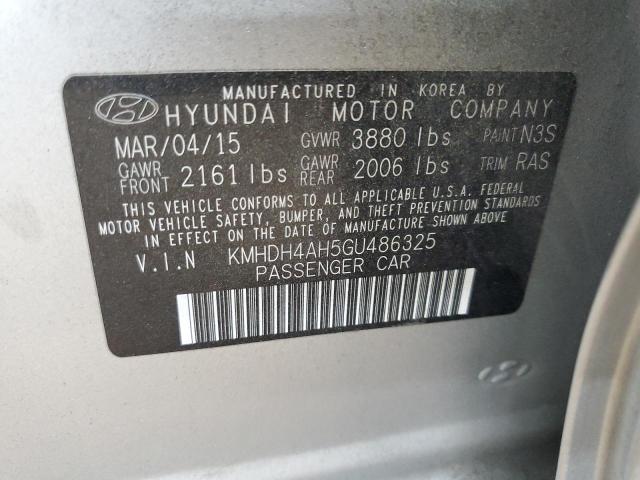 MANUFACTURED IN KOREA BY
HYUNDAI MOTOR COMPANY
MAR/04/15 GVWR 3880 lbs PAINT N3S
GAWR FRONT 2161 lbs GAWR REAR 2006 lbs TRIM RAS
THIS VEHICLE CONFORMS TO ALL APPLICABLE U.S.A. FEDERAL
MOTOR VEHICLE SAFETY, BUMPER, AND THEFT PREVENTION STANDARDS
IN EFFECT ON THE DATE OF MANUFACTURE SHOWN ABOVE
V.I.N KMHDH4AH5GU486325
PASSENGER CAR